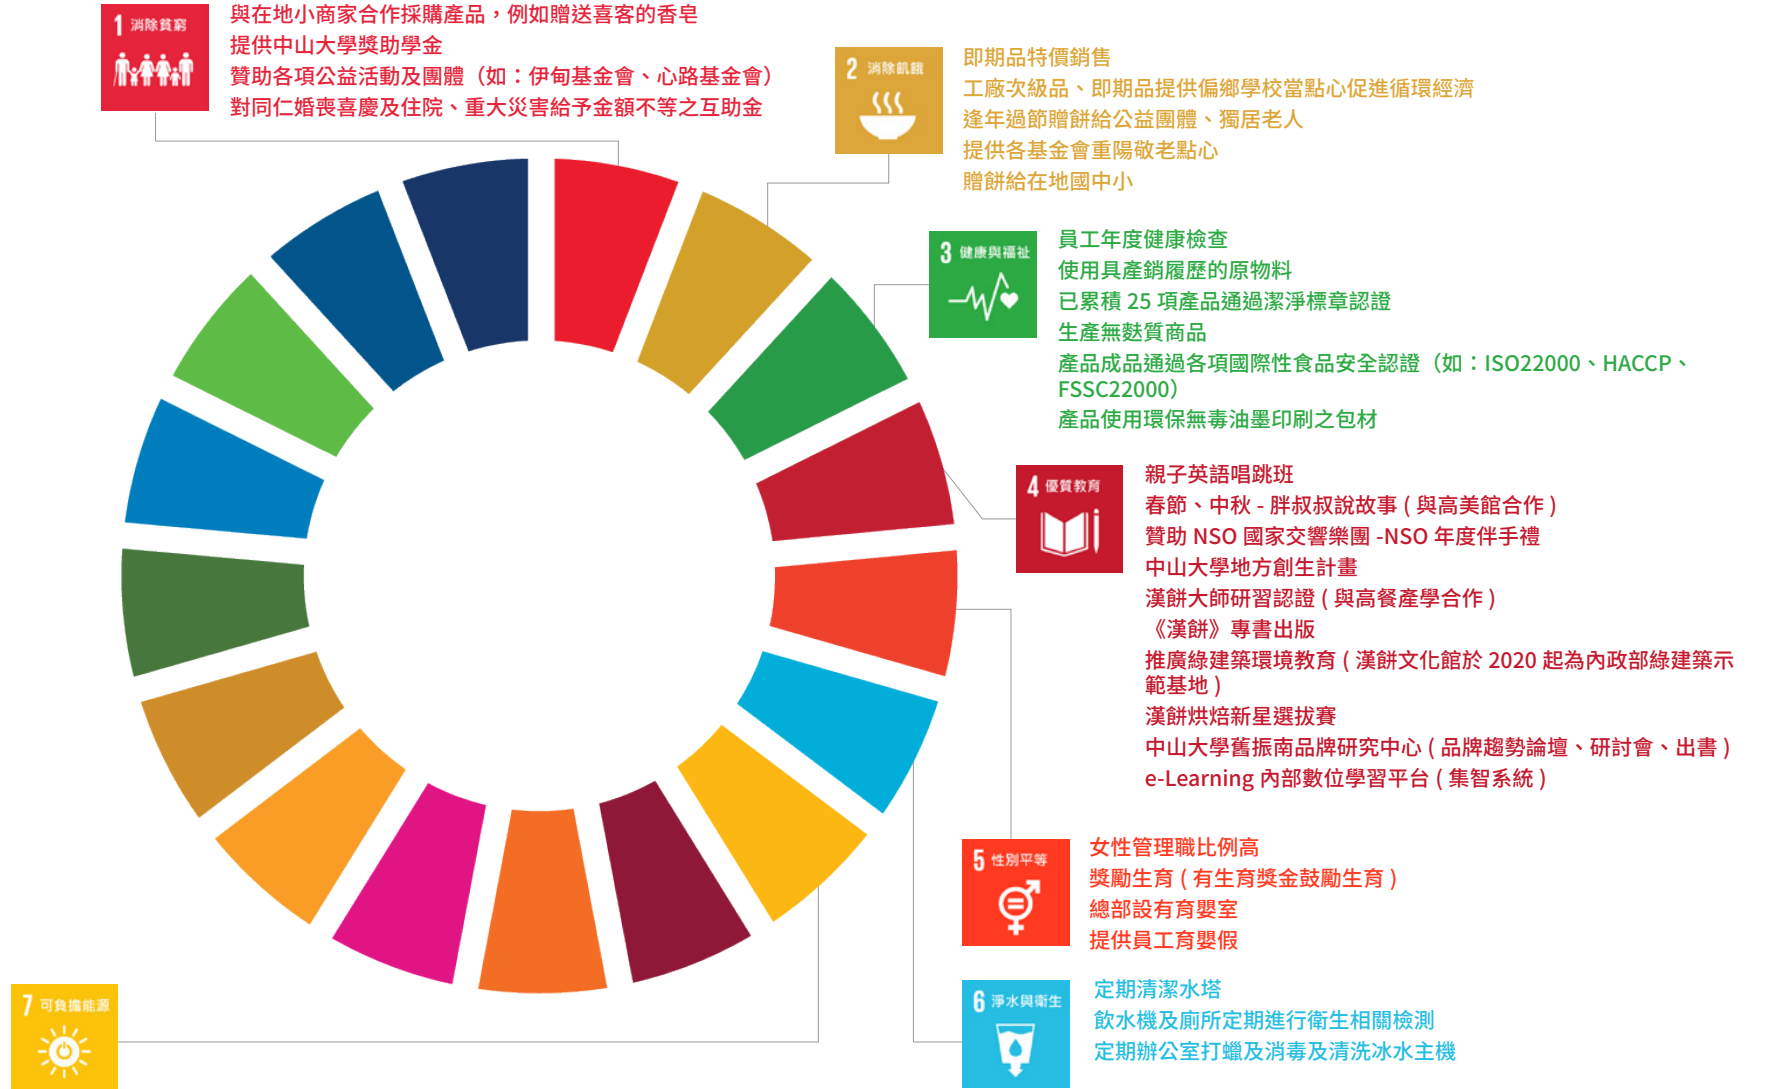 1 消除貧窮
與在地小商家合作採購產品，例如贈送喜客的香皂
提供中山大學獎助學金
贊助各項公益活動及團體（如：伊甸基金會、心路基金會）
對同仁婚喪喜慶及住院、重大災害給予金額不等之互助金
2 消除飢餓
即期品特價銷售
工廠次級品、即期品提供偏鄉學校當點心促進循環經濟
逢年過節贈餅給公益團體、獨居老人
提供各基金會重陽敬老點心
贈餅給在地國中小
3 健康與福祉
員工年度健康檢查
使用具產銷履歷的原物料
已累積 25 項產品通過潔淨標章認證
生產無麩質商品
產品成品通過各項國際性食品安全認證（如：ISO22000、HACCP、
FSSC22000）
產品使用環保無毒油墨印刷之包材
4 優質教育
親子英語唱跳班
春節、中秋 - 胖叔叔說故事 ( 與高美館合作 )
贊助 NSO 國家交響樂團 -NSO 年度伴手禮
中山大學地方創生計畫
漢餅大師研習認證 ( 與高餐產學合作 )
《漢餅》專書出版
推廣綠建築環境教育 ( 漢餅文化館於 2020 起為內政部綠建築示
範基地 )
漢餅烘焙新星選拔賽
中山大學舊振南品牌研究中心 ( 品牌趨勢論壇、研討會、出書 )
e-Learning 內部數位學習平台 ( 集智系統 )
5 性別平等
女性管理職比例高
獎勵生育 ( 有生育獎金鼓勵生育 )
總部設有育嬰室
提供員工育嬰假
6 淨水與衛生
定期清潔水塔
飲水機及廁所定期進行衛生相關檢測
定期辦公室打蠟及消毒及清洗冰水主機
7 可負擔能源